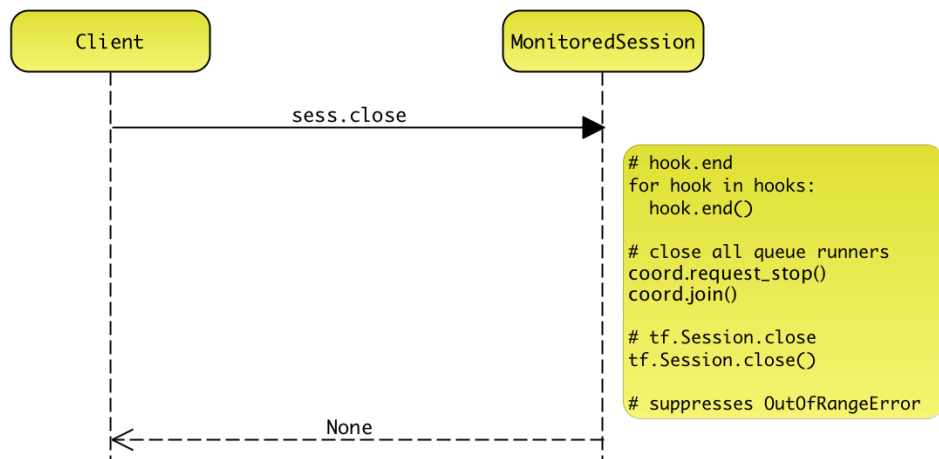 Client
MonitoredSession
sess.close
# hook.end
for hook in hooks:
  hook.end()
# close all queue runners
coord.request_stop()
coord.join()
# tf.Session.close
tf.Session.close()
# suppresses OutOfRangeError
None